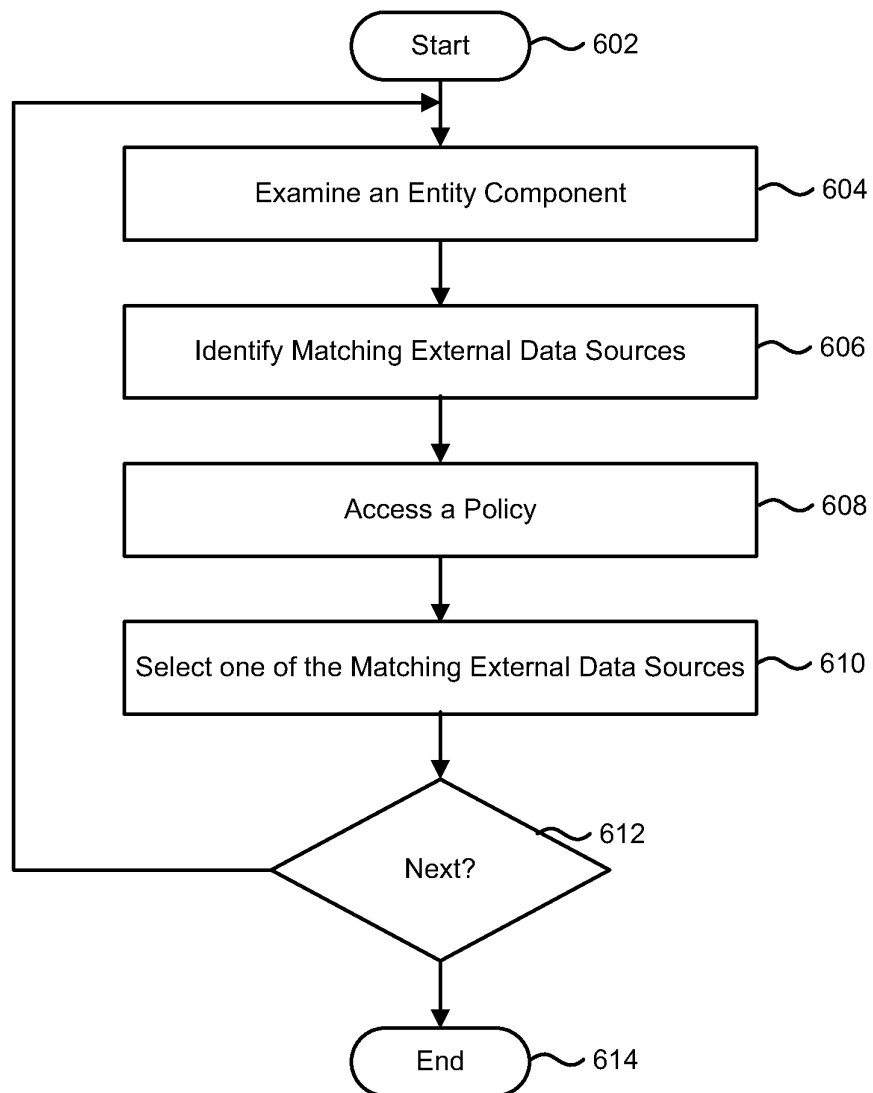 Start 602
Examine an Entity Component 604
Identify Matching External Data Sources 606
Access a Policy 608
Select one of the Matching External Data Sources 610
612
Next?
End 614